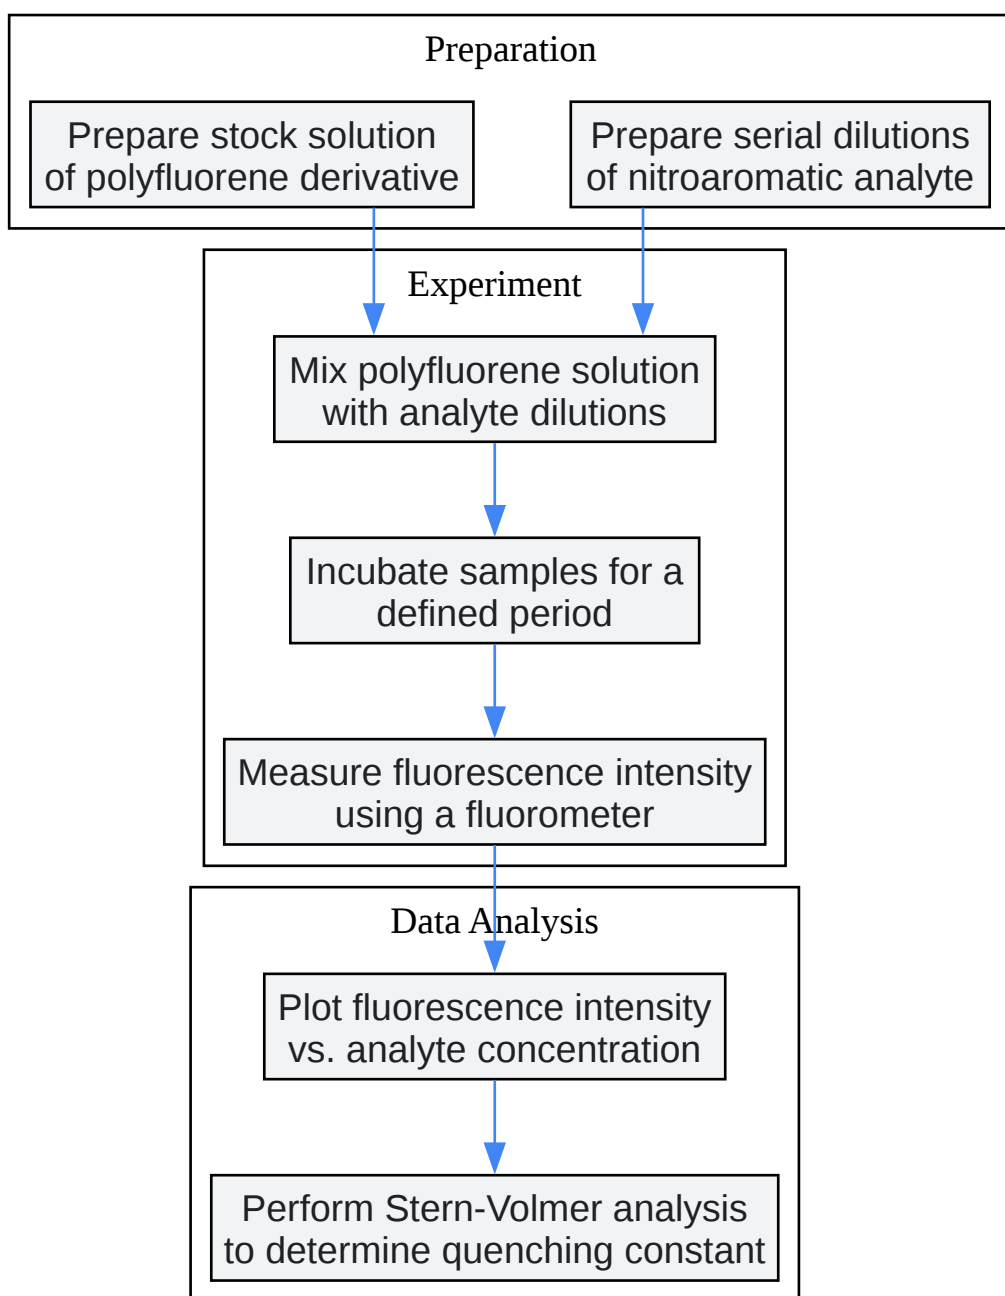 Preparation
Prepare stock solution
of polyfluorene derivative
Prepare serial dilutions
of nitroaromatic analyte
Experiment
Mix polyfluorene solution
with analyte dilutions
Incubate samples for a
defined period
Measure fluorescence intensity
using a fluorometer
Data Analysis
Plot fluorescence intensity
vs. analyte concentration
Perform Stern-Volmer analysis
to determine quenching constant